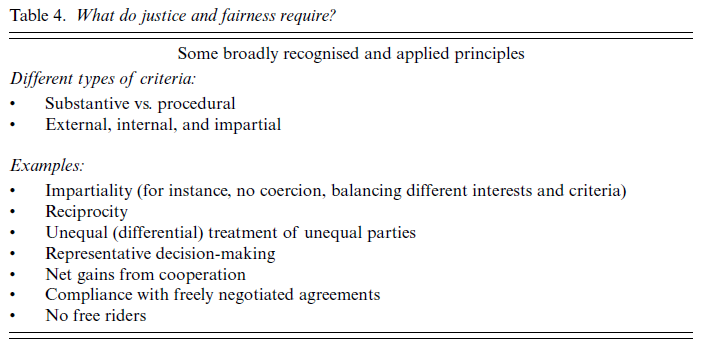 Table 4. What do justice and fairness require?
Some broadly recognised and applied principles
Different types of criteria:
• Substantive vs. procedural
• External, internal, and impartial
Examples:
• Impartiality (for instance, no coercion, balancing different interests and criteria)
• Reciprocity
• Unequal (differential) treatment of unequal parties
• Representative decision-making
• Net gains from cooperation
• Compliance with freely negotiated agreements
• No free riders